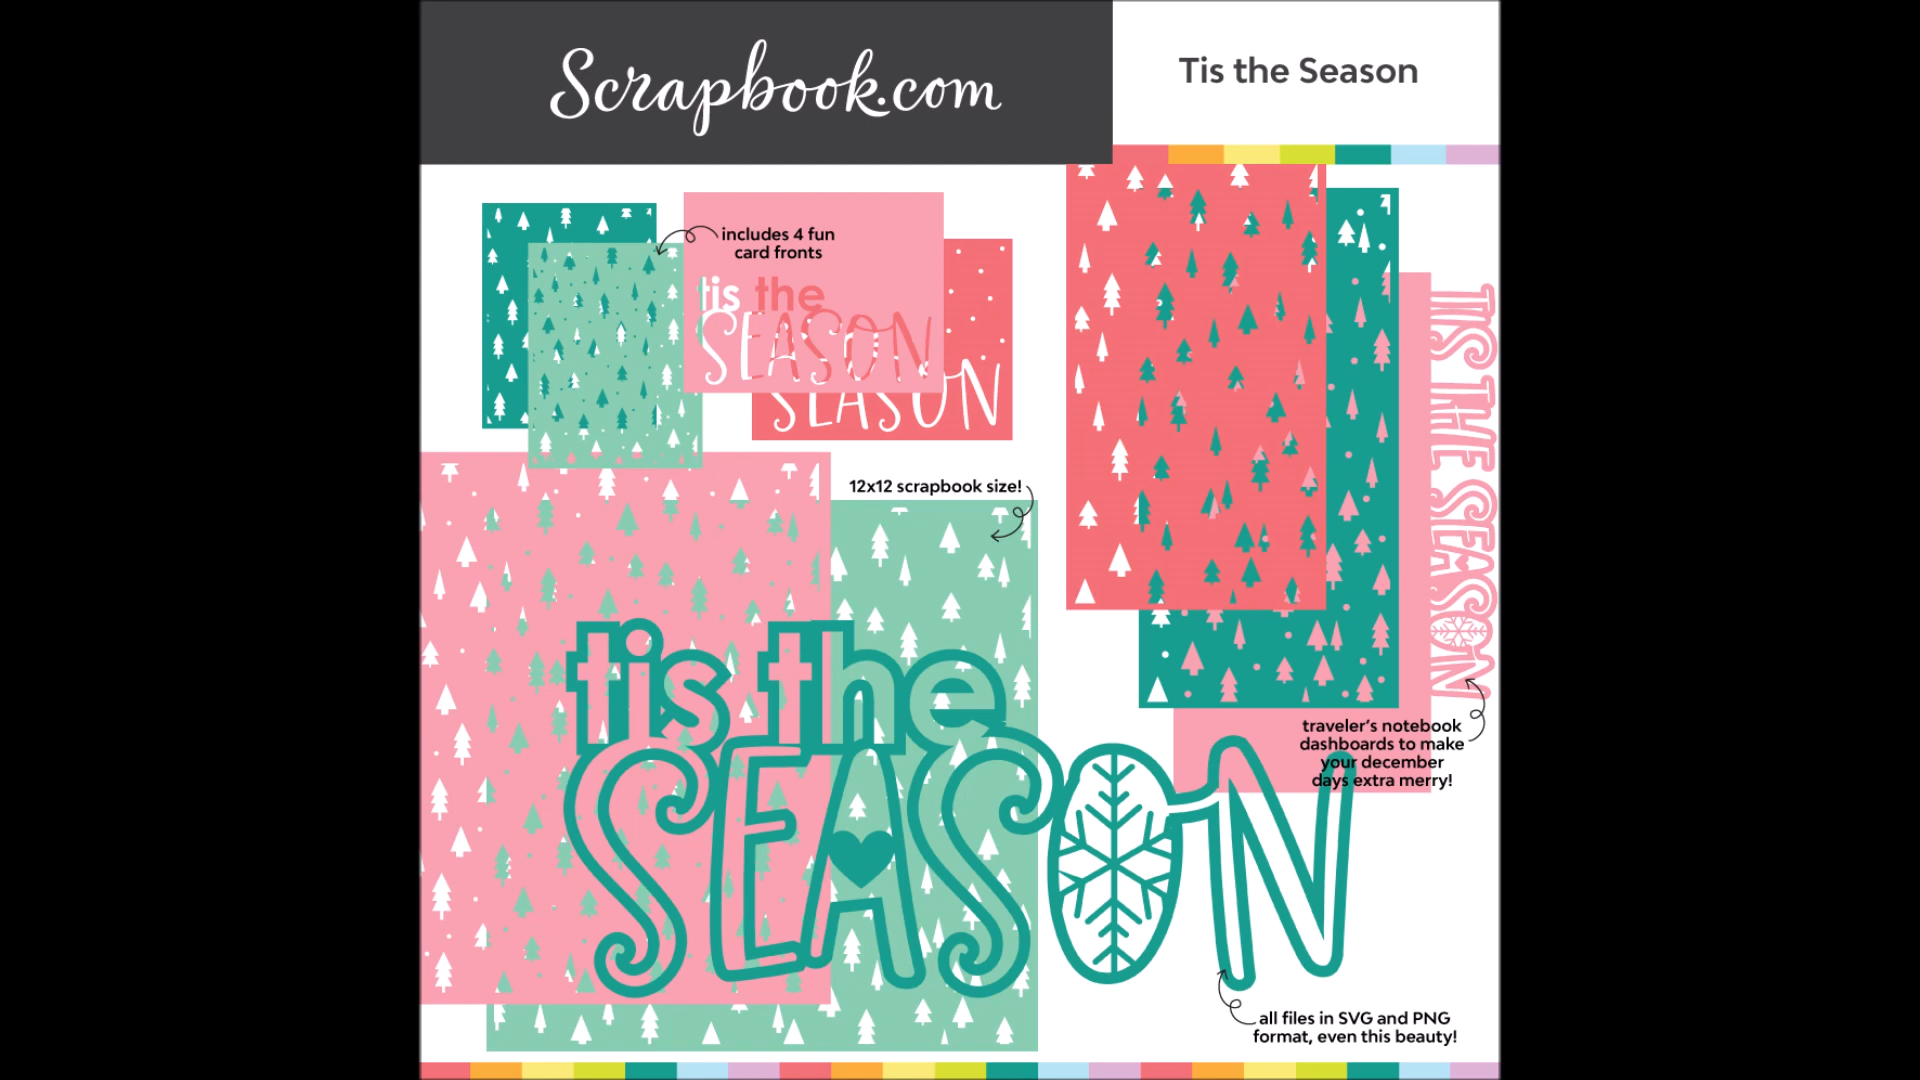 Scrapbook.com
Tis the Season
includes 4 fun
card fronts
tis the
SEASON
SEASON
12x12 scrapbook size!
TIS THE SEASON
tis the
SEASON
traveler's notebook
dashboards to make
your december
days extra merry!
all files in SVG and PNG
format, even this beauty!